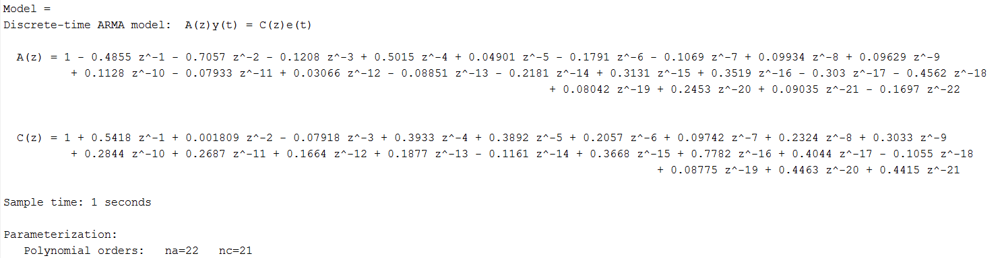 Model =
Discrete-time ARMA model:  A(z)y(t) = C(z)e(t)
A(z) = 1 - 0.4855 z^-1 - 0.7057 z^-2 - 0.1208 z^-3 + 0.5015 z^-4 + 0.04901 z^-5 - 0.1791 z^-6 - 0.1069 z^-7 + 0.09934 z^-8 + 0.09629 z^-9
+ 0.1128 z^-10 - 0.07933 z^-11 + 0.03066 z^-12 - 0.08851 z^-13 - 0.2181 z^-14 + 0.3131 z^-15 + 0.3519 z^-16 - 0.303 z^-17 - 0.4562 z^-18
+ 0.08042 z^-19 + 0.2453 z^-20 + 0.09035 z^-21 - 0.1697 z^-22
C(z) = 1 + 0.5418 z^-1 + 0.001809 z^-2 - 0.07918 z^-3 + 0.3933 z^-4 + 0.3892 z^-5 + 0.2057 z^-6 + 0.09742 z^-7 + 0.2324 z^-8 + 0.3033 z^-9
+ 0.2844 z^-10 + 0.2687 z^-11 + 0.1664 z^-12 + 0.1877 z^-13 - 0.1161 z^-14 + 0.3668 z^-15 + 0.7782 z^-16 + 0.4044 z^-17 - 0.1055 z^-18
+ 0.08775 z^-19 + 0.4463 z^-20 + 0.4415 z^-21
Sample time: 1 seconds
Parameterization:
Polynomial orders:   na=22   nc=21